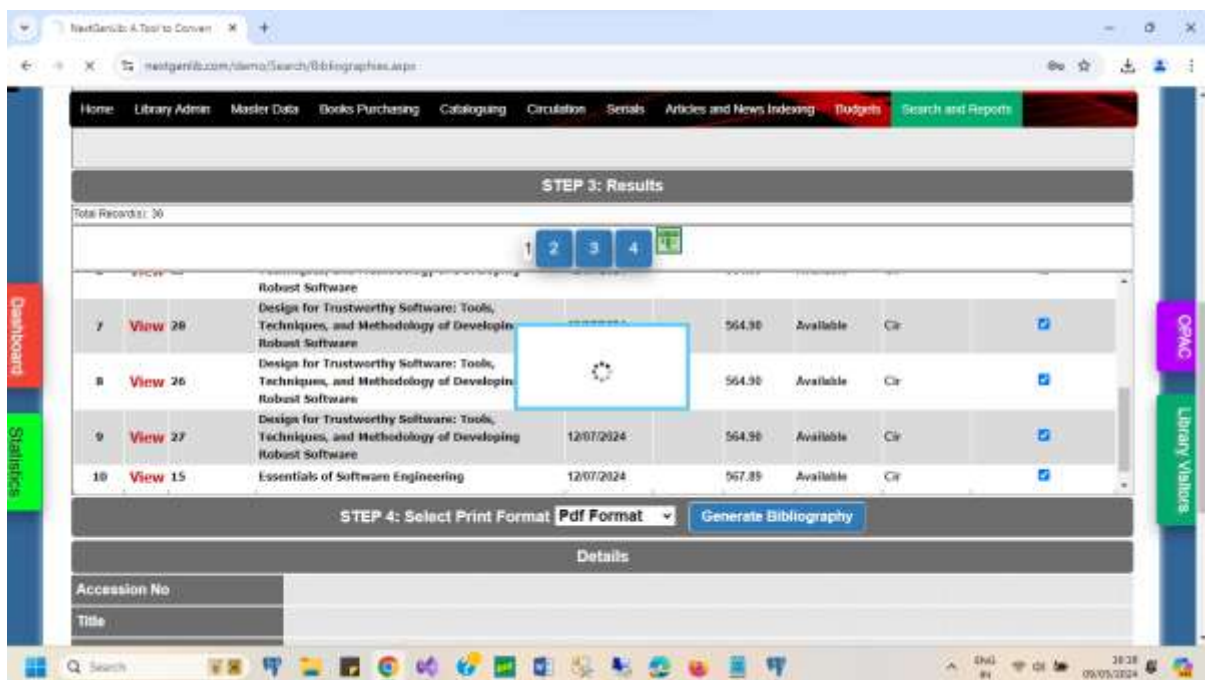 NextGenLib: A Tool to Conver
nextgenlib.com/demo/Search/Bibliographies.aspx
Home Library Admin Master Data Books Purchasing Cataloguing Circulation Serials Articles and News Indexing Budgets Search and Reports
STEP 3: Results
Total Record(s): 36
1 2 3 4
Robust Software
7 View 28 Design for Trustworthy Software: Tools,
Techniques, and Methodology of Developin
Robust Software
564.90 Available Cir
8 View 26 Design for Trustworthy Software: Tools,
Techniques, and Methodology of Developin
Robust Software
564.90 Available Cir
9 View 27 Design for Trustworthy Software: Tools,
Techniques, and Methodology of Developing
Robust Software
12/07/2024 564.90 Available Cir
10 View 15 Essentials of Software Engineering 12/07/2024 567.89 Available Cir
STEP 4: Select Print Format Pdf Format Generate Bibliography
Details
Accession No
Title
Dashboard
Statistics
OPAC
Library Visitors
Search
ENG
IN